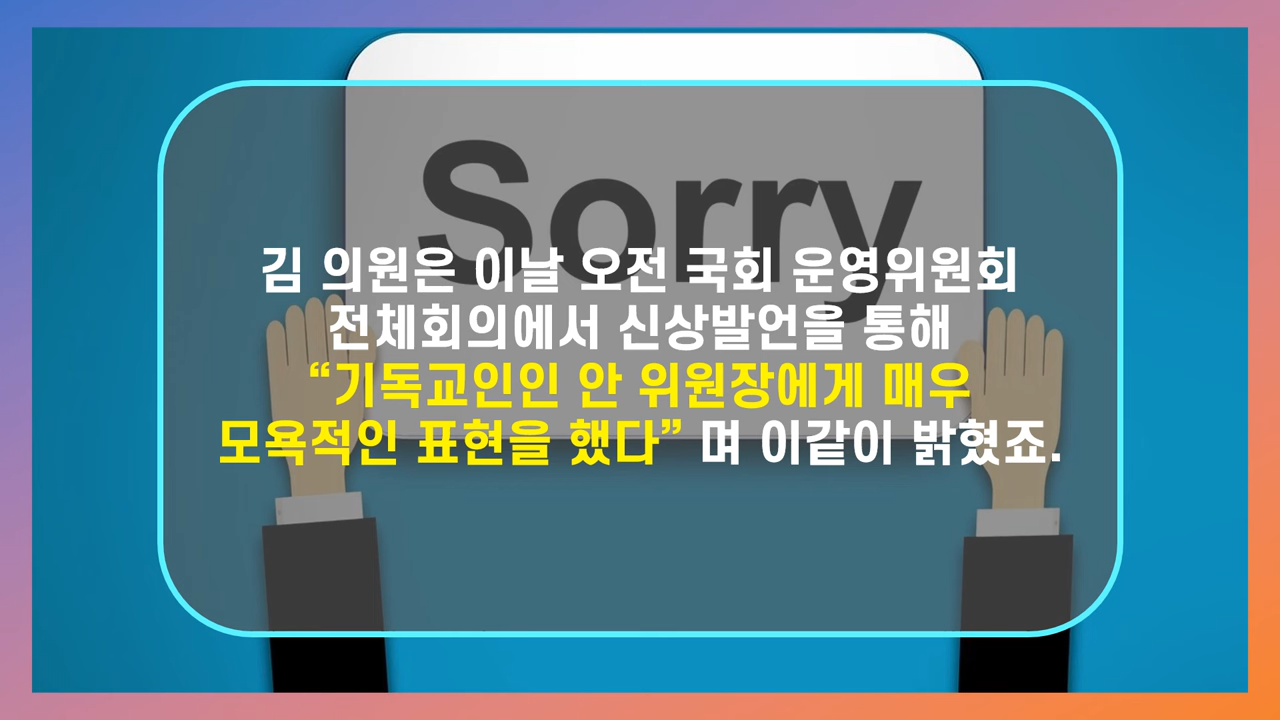 Sorry
김 의원은 이날 오전 국회 운영위원회
전체회의에서 신상발언을 통해
“기독교인인 안 위원장에게 매우
모욕적인 표현을 했다” 며 이같이 밝혔죠.